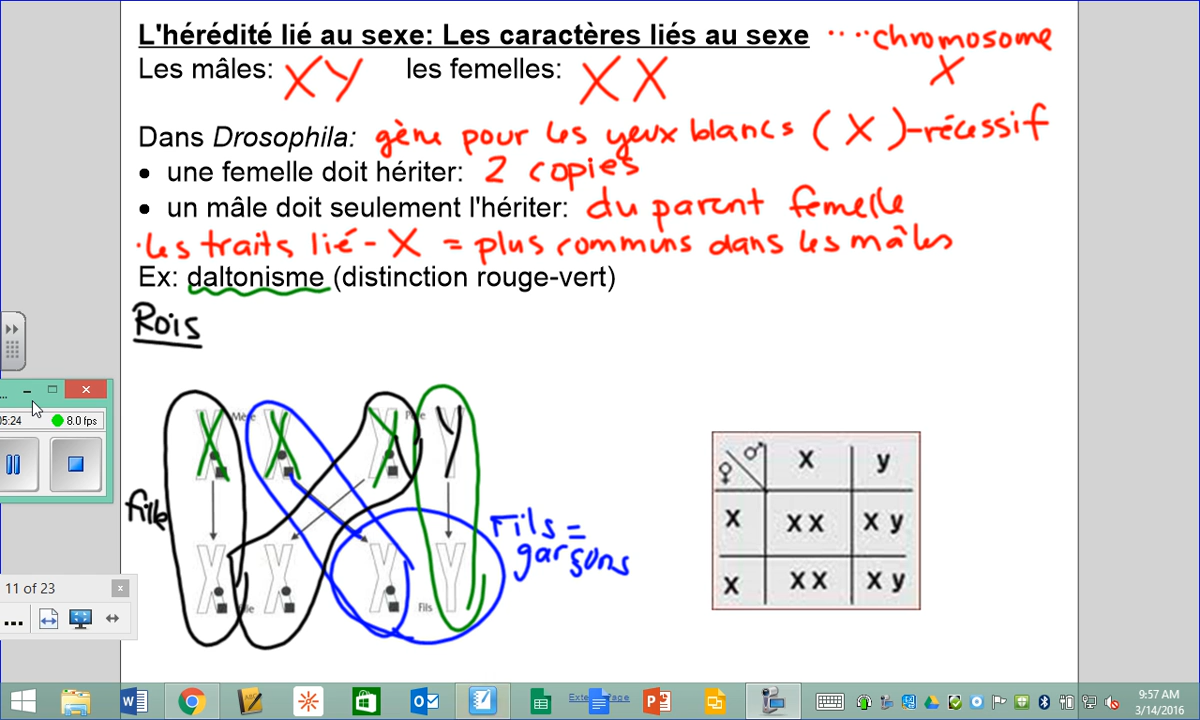 L'hérédité lié au sexe: Les caractères liés au sexe ....chromosome
X
Les mâles: XY les femelles: XX
Dans Drosophila: gène pour les yeux blancs (X)-récessif
• une femelle doit hériter: 2 copies
• un mâle doit seulement l'hériter: du parent femelle
•les traits lié-X = plus communs dans les mâles
Ex: daltonisme (distinction rouge-vert)
Rois
X Mère X X Y
fille
Fils =
garçons
X X X Y
Fils
♀ ♂ X y
X XX Xy
X XX Xy
05:24 8.0 fps
11 of 23
...
9:57 AM
3/14/2016